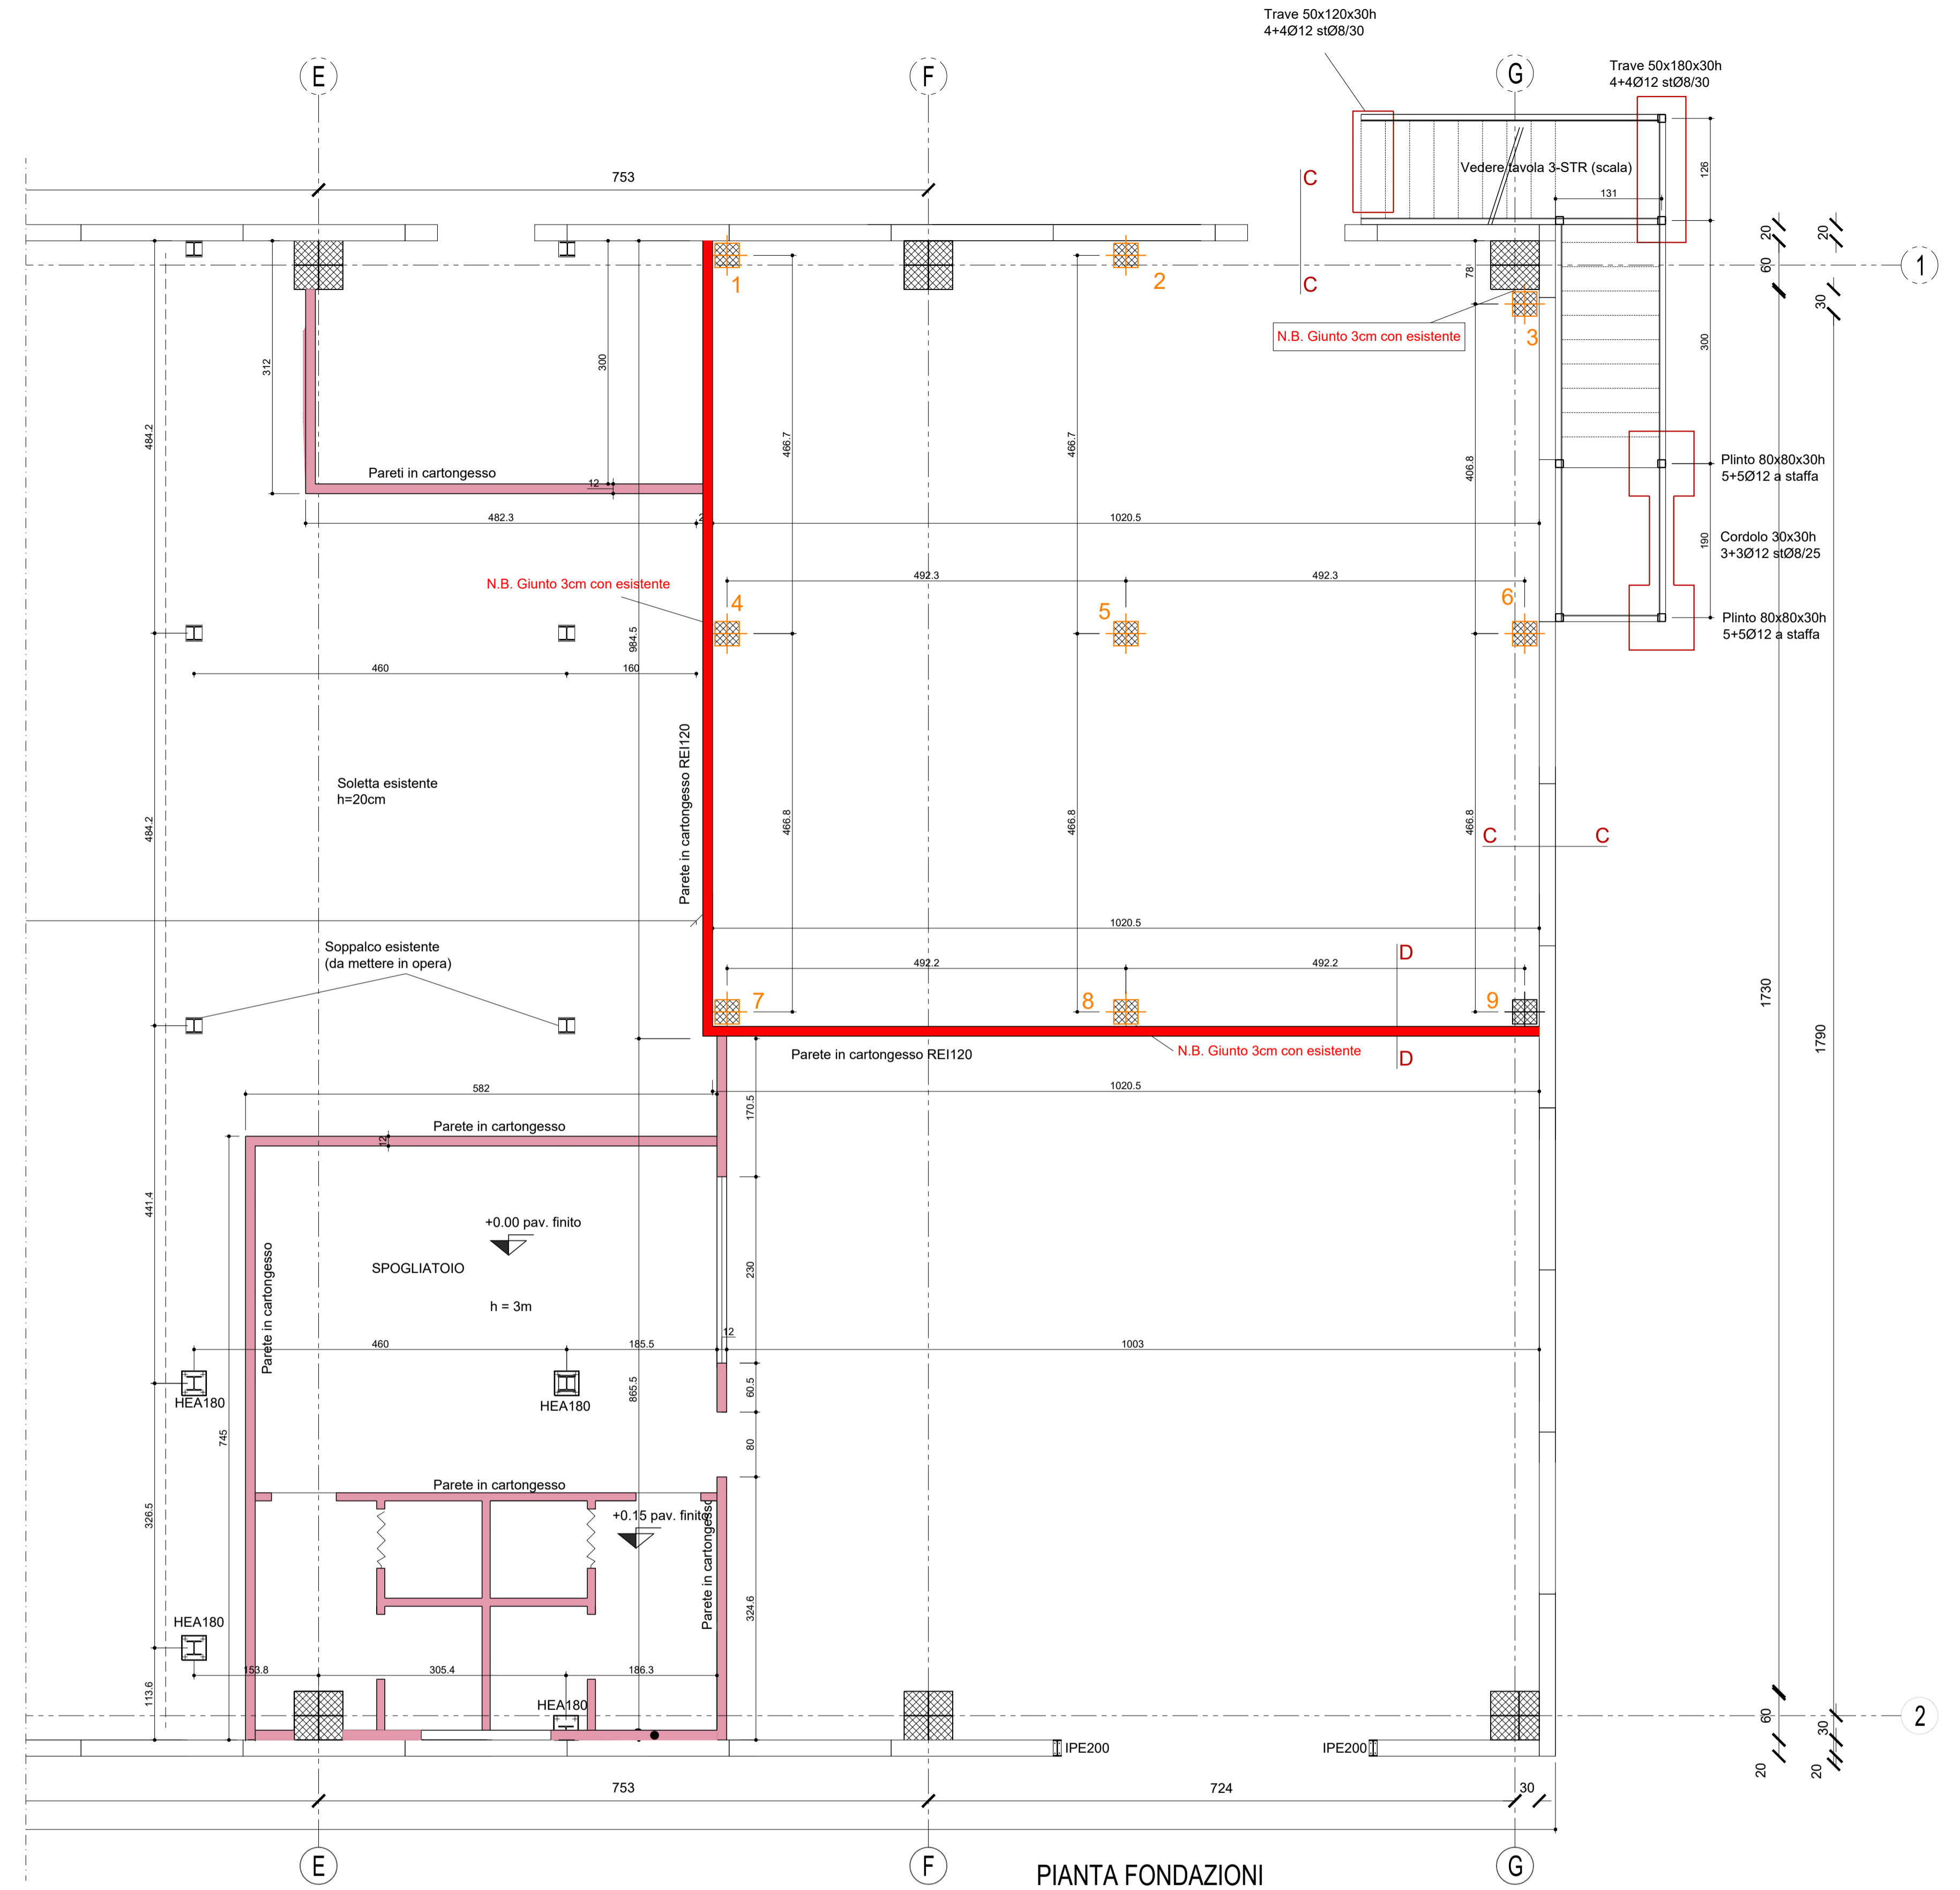 Trave 50x120x30h
4+4Ø12 stØ8/30
Trave 50x180x30h
4+4Ø12 stØ8/30
E
F
G
753
Vedere tavola 3-STR (scala)
131
126
C
C
20
60
20
30
1
1
2
3
78
N.B. Giunto 3cm con esistente
312
300
300
484.2
466.7
466.7
406.8
Pareti in cartongesso
12
482.3
1020.5
Plinto 80x80x30h
5+5Ø12 a staffa
Cordolo 30x30h
3+3Ø12 stØ8/25
190
N.B. Giunto 3cm con esistente
492.3
492.3
4
5
6
Plinto 80x80x30h
5+5Ø12 a staffa
984.5
460
160
Parete in cartongesso REI120
Soletta esistente
h=20cm
484.2
466.8
466.8
466.8
C
C
1020.5
Soppalco esistente
(da mettere in opera)
492.2
492.2
D
7
8
9
1730
1790
Parete in cartongesso REI120
N.B. Giunto 3cm con esistente
D
582
1020.5
170.5
Parete in cartongesso
12
441.4
+0.00 pav. finito
SPOGLIATOIO
h = 3m
Parete in cartongesso
230
12
460
185.5
1003
865.5
60.5
HEA180
HEA180
745
80
Parete in cartongesso
+0.15 pav. finito
Parete in cartongesso
326.5
324.6
HEA180
153.8
305.4
186.3
113.6
HEA180
60
30
2
IPE200
IPE200
20
20
753
724
30
E
F
G
PIANTA FONDAZIONI